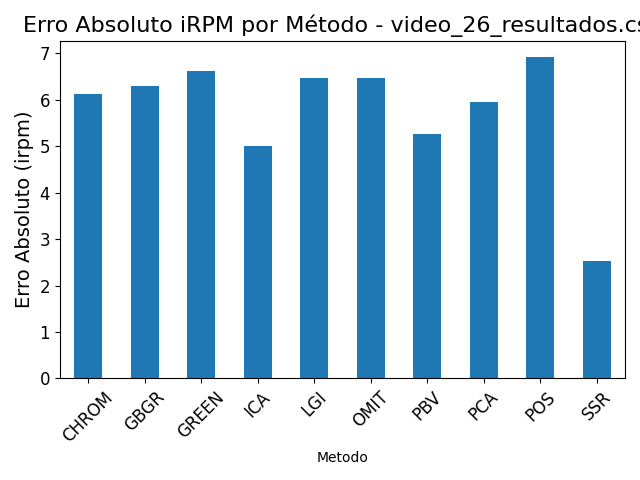 Erro Absoluto iRPM por Método - video_26_resultados.cs
7
6
5
4
3
2
1
0
Erro Absoluto (irpm)
CHROM
GBGR
GREEN
ICA
LGI
OMIT
PBV
PCA
POS
SSR
Metodo